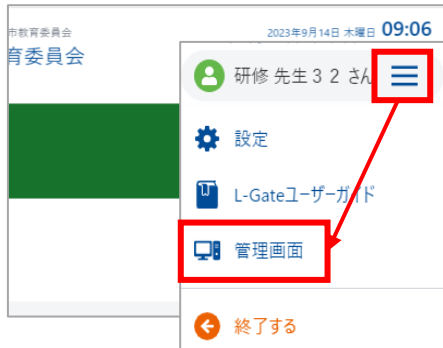 市教育委員会
2023年9月14日 木曜日 09:06
育委員会
研修 先生３２ さん
設定
L-Gateユーザーガイド
管理画面
終了する